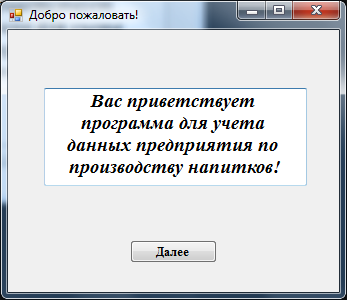 Добро пожаловать!
Вас приветствует
программа для учета
данных предприятия по
производству напитков!
Далее